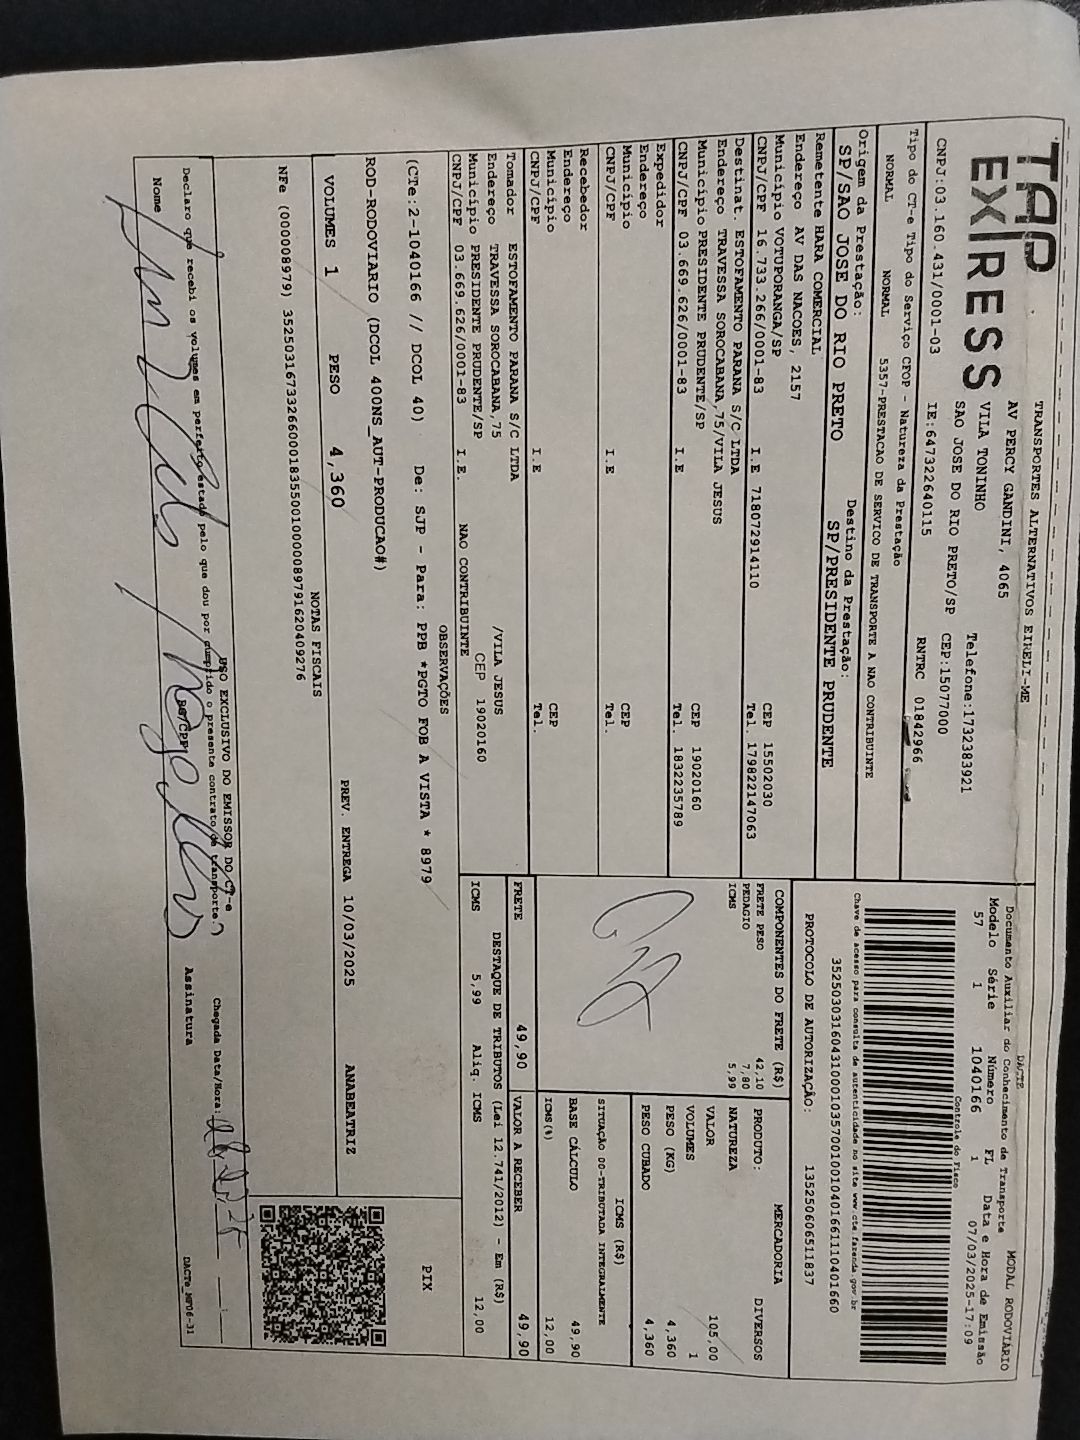 TAP
EXPRESS
TRANSPORTES ALTERNATIVOS EIRELI-ME
AV PERCY GANDINI, 4065
VILA TONINHO Telefone:1732383921
SAO JOSE DO RIO PRETO/SP CEP:15077000
CNPJ:03.160.431/0001-03 IE:647322640115 RNTRC 01842966
DACTE MODAL RODOVIÁRIO
Documento Auxiliar do Conhecimento de Transporte
Modelo Série Número FL Data e Hora de Emissão
57 1 1040166 1 07/03/2025-17:09
Controle do Fisco
Chave de acesso para consulta de autenticidade no site www.cte.fazenda.gov.br
PROTOCOLO DE AUTORIZAÇÃO: 135250606511837
Tipo do CT-e Tipo do Serviço CFOP - Natureza da Prestação
NORMAL NORMAL 5357-PRESTACAO DE SERVICO DE TRANSPORTE A NAO CONTRIBUINTE
Origem da Prestação: Destino da Prestação:
SP/SAO JOSE DO RIO PRETO SP/PRESIDENTE PRUDENTE
Remetente HARA COMERCIAL
Endereço AV DAS NACOES, 2157
Município VOTUPORANGA/SP CEP 15502030
CNPJ/CPF 16.733.266/0001-83 I.E 718072914110 Tel. 179822147063
Destinat. ESTOFAMENTO PARANA S/C LTDA
Endereço TRAVESSA SOROCABANA,75/VILA JESUS
Município PRESIDENTE PRUDENTE/SP CEP 19020160
CNPJ/CPF 03.669.626/0001-83 I.E Tel. 1832235789
Expedidor
Endereço
Município CEP
CNPJ/CPF I.E Tel.
Recebedor
Endereço
Município CEP
CNPJ/CPF I.E Tel.
Tomador ESTOFAMENTO PARANA S/C LTDA
Endereço TRAVESSA SOROCABANA,75 /VILA JESUS
Município PRESIDENTE PRUDENTE/SP CEP 19020160
CNPJ/CPF 03.669.626/0001-83 I.E. NAO CONTRIBUINTE
COMPONENTES DO FRETE (R$)
FRETE PESO 42,10
PEDAGIO 7,80
ICMS 5,99
MERCADORIA
PRODUTO: DIVERSOS
NATUREZA
VALOR 105,00
VOLUMES 1
PESO (KG) 4,360
PESO CUBADO 4,360
ICMS (R$)
SITUAÇÃO 00-TRIBUTADA INTEGRALMENTE
BASE CÁLCULO 49,90
ICMS(%) 12,00
FRETE 49,90 VALOR A RECEBER 49,90
DESTAQUE DE TRIBUTOS (Lei 12.741/2012) - Em (R$)
ICMS 5,99 Aliq. ICMS 12,00
OBSERVAÇÕES
(CTe:2-1040166 // DCOL 40) De: SJP - Para: PPB *PGTO FOB A VISTA * 8979
ROD-RODOVIARIO (DCOL 400NS_AUT-PRODUCAO#)
PIX
VOLUMES 1 PESO 4,360 PREV. ENTREGA 10/03/2025 ANABEATRIZ
NOTAS FISCAIS
NFe (000008979)
USO EXCLUSIVO DO EMISSOR DO CT-e
Declaro que recebi os volumes em perfeito estado pelo que dou por cumprido o presente contrato de transporte.
Chegada Data/Hora:
Nome RG/CPF Assinatura
DACTe_MP06-31